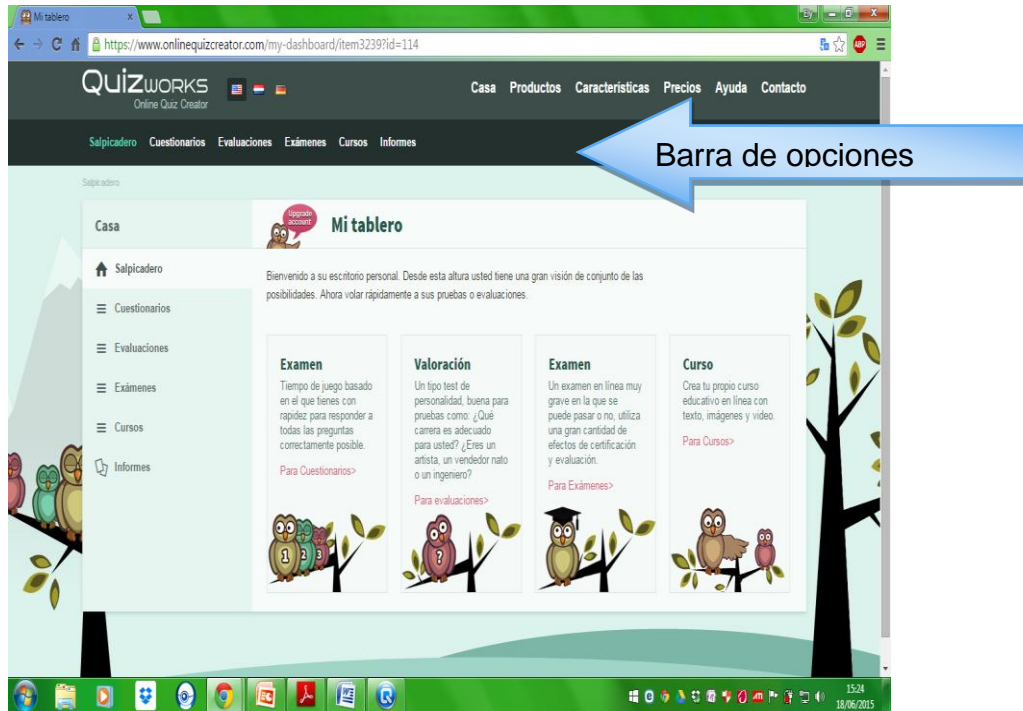 Mi tablero
https://www.onlinequizcreator.com/my-dashboard/item3239?id=114
ABP
QUIZWORKS
Online Quiz Creator
Casa Productos Características Precios Ayuda Contacto
Salpicadero Cuestionarios Evaluaciones Exámenes Cursos Informes
Barra de opciones
Salpicadero
Casa
Upgrade
account
Mi tablero
Salpicadero
Cuestionarios
Evaluaciones
Exámenes
Cursos
Informes
Bienvenido a su escritorio personal. Desde esta altura usted tiene una gran visión de conjunto de las
posibilidades. Ahora volar rápidamente a sus pruebas o evaluaciones.
Examen
Tiempo de juego basado
en el que tienes con
rapidez para responder a
todas las preguntas
correctamente posible.
Para Cuestionarios>
1 2 3
Valoración
Un tipo test de
personalidad, buena para
pruebas como: ¿Qué
carrera es adecuado
para usted? ¿Eres un
artista, un vendedor nato
o un ingeniero?
Para evaluaciones>
?
Examen
Un examen en línea muy
grave en la que se
puede pasar o no, utiliza
una gran cantidad de
efectos de certificación
y evaluación.
Para Exámenes>
Curso
Crea tu propio curso
educativo en línea con
texto, imágenes y video.
Para Cursos>
15:24
18/06/2015